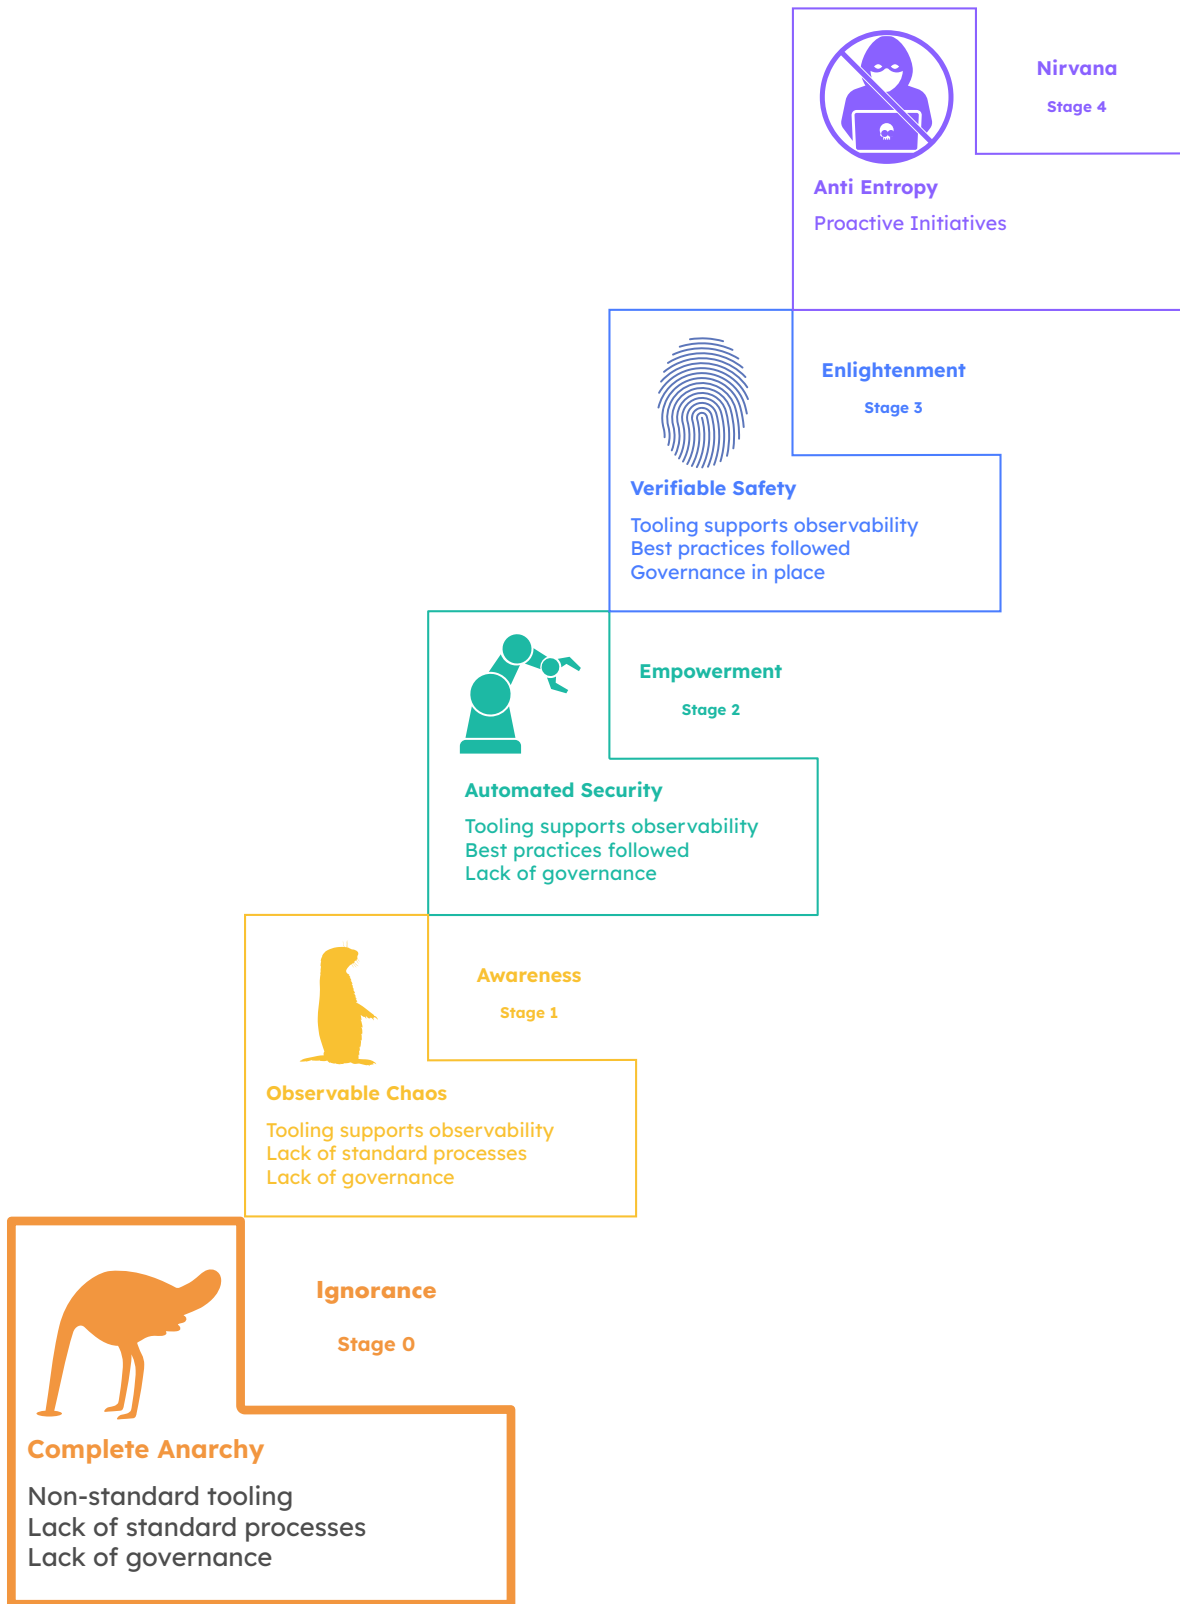 Nirvana
Stage 4
Anti Entropy
Proactive Initiatives
Enlightenment
Stage 3
Verifiable Safety
Tooling supports observability
Best practices followed
Governance in place
Empowerment
Stage 2
Automated Security
Tooling supports observability
Best practices followed
Lack of governance
Awareness
Stage 1
Observable Chaos
Tooling supports observability
Lack of standard processes
Lack of governance
Ignorance
Stage 0
Complete Anarchy
Non-standard tooling
Lack of standard processes
Lack of governance